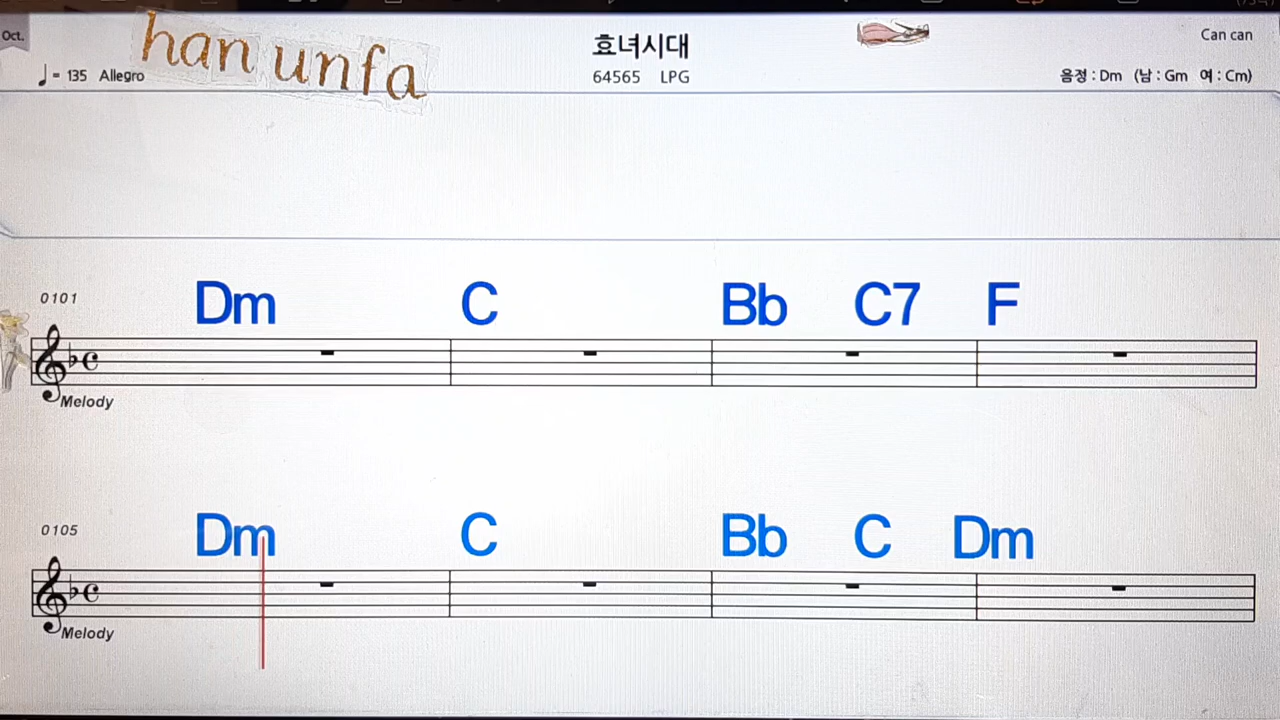 Oct.
han unfa
효녀시대
Can can
♩= 135 Allegro
64565 LPG
음정 : Dm (남 : Gm 여 : Cm)
0101
Dm C Bb C7 F
Melody
0105
Dm C Bb C Dm
Melody